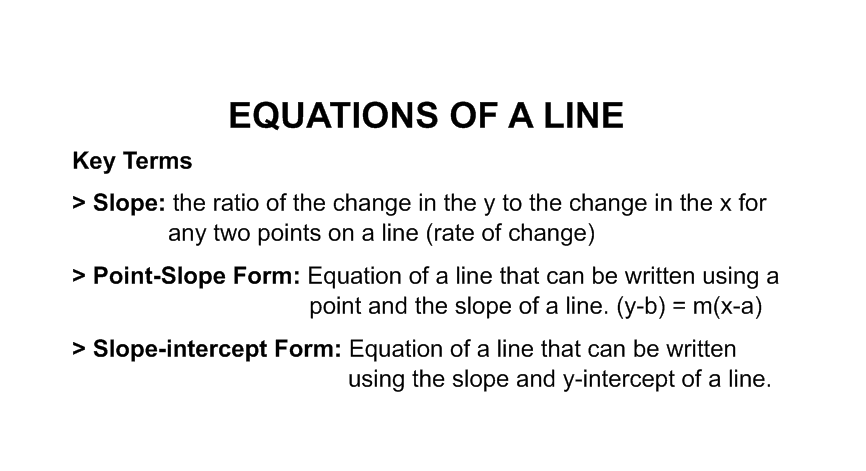 EQUATIONS OF A LINE
Key Terms
> Slope: the ratio of the change in the y to the change in the x for
any two points on a line (rate of change)
> Point-Slope Form: Equation of a line that can be written using a
point and the slope of a line. (y-b) = m(x-a)
> Slope-intercept Form: Equation of a line that can be written
using the slope and y-intercept of a line.